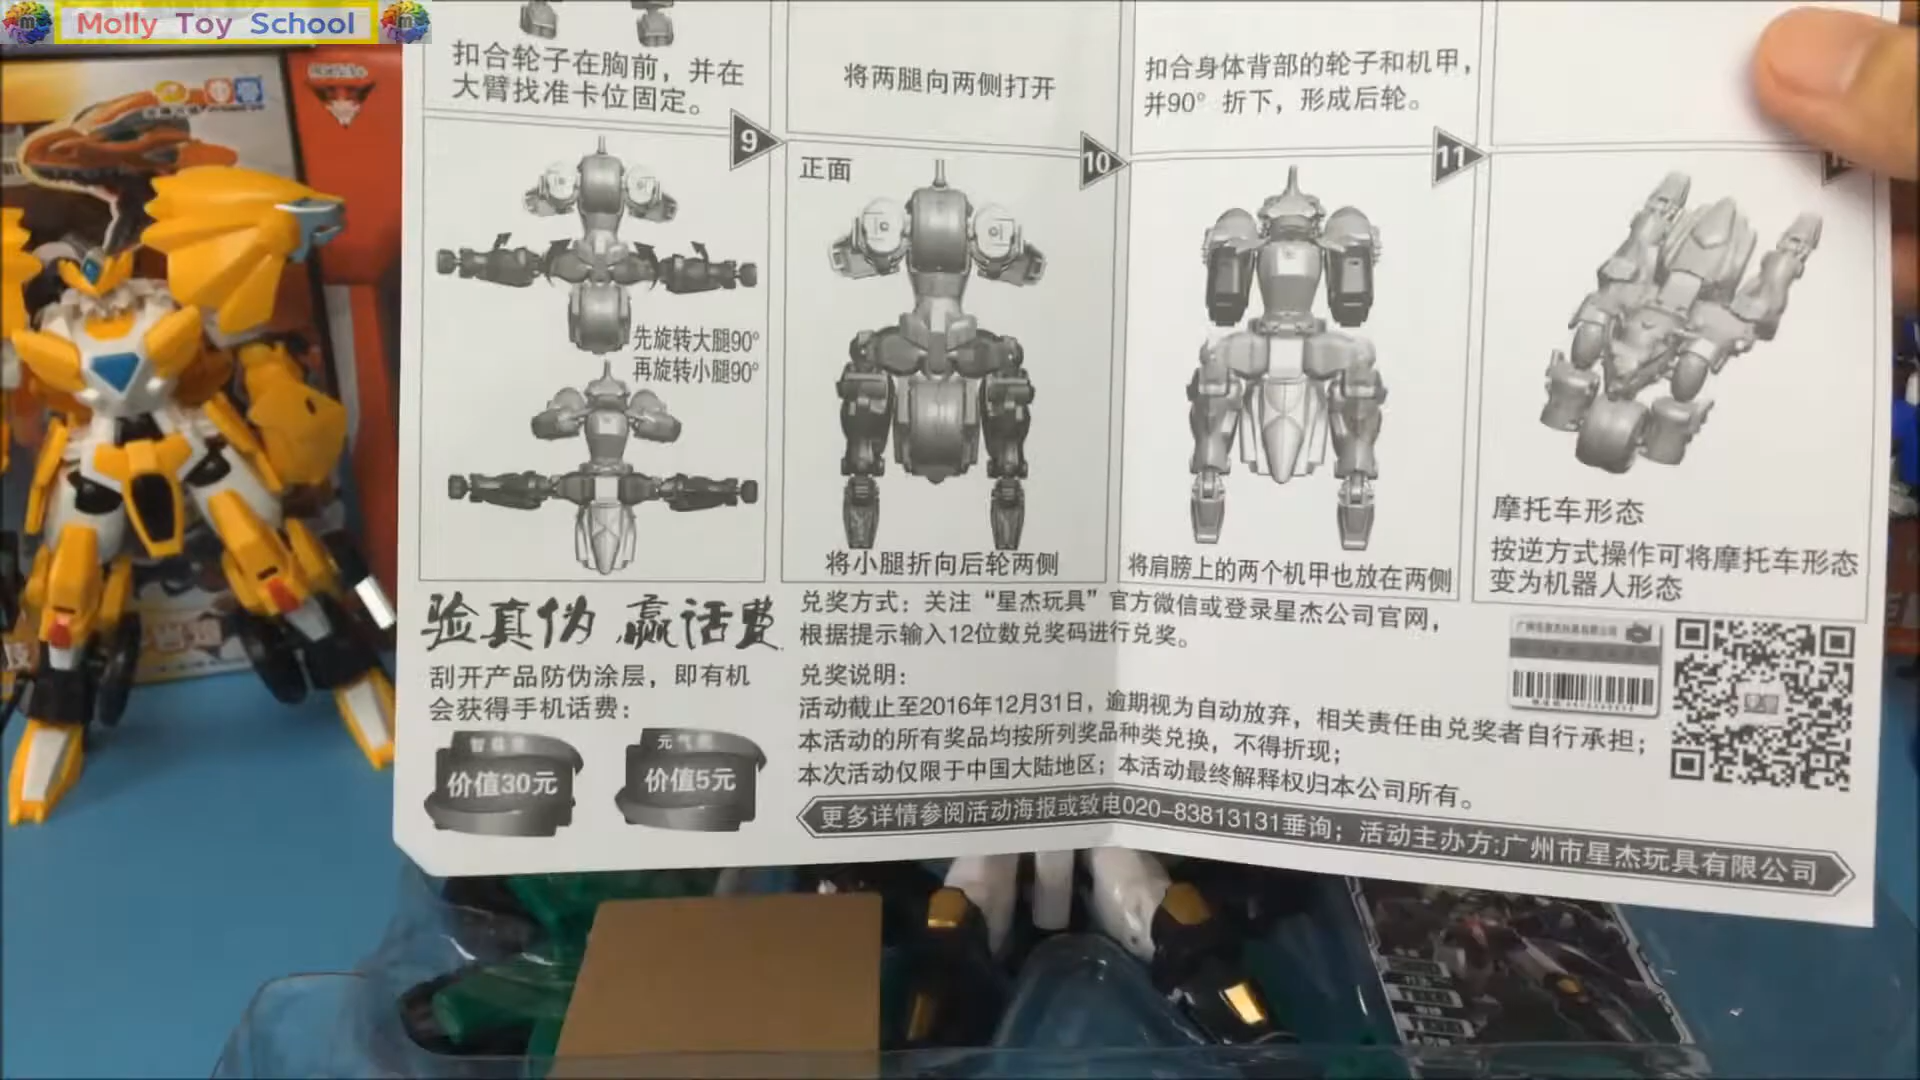 Molly Toy School
扣合轮子在胸前，并在
大臂找准卡位固定。
将两腿向两侧打开
扣合身体背部的轮子和机甲，
并90°折下，形成后轮。
9
正面
10
11
先旋转大腿90°
再旋转小腿90°
将小腿折向后轮两侧
将肩膀上的两个机甲也放在两侧
摩托车形态
按逆方式操作可将摩托车形态
变为机器人形态
验真伪 赢话费
刮开产品防伪涂层，即有机
会获得手机话费：
价值30元
价值5元
兑奖方式：关注“星杰玩具”官方微信或登录星杰公司官网，
根据提示输入12位数兑奖码进行兑奖。
兑奖说明：
活动截止至2016年12月31日，逾期视为自动放弃，相关责任由兑奖者自行承担；
本活动的所有奖品均按所列奖品种类兑换，不得折现；
本次活动仅限于中国大陆地区；本活动最终解释权归本公司所有。
更多详情参阅活动海报或致电020-83813131垂询；活动主办方:广州市星杰玩具有限公司